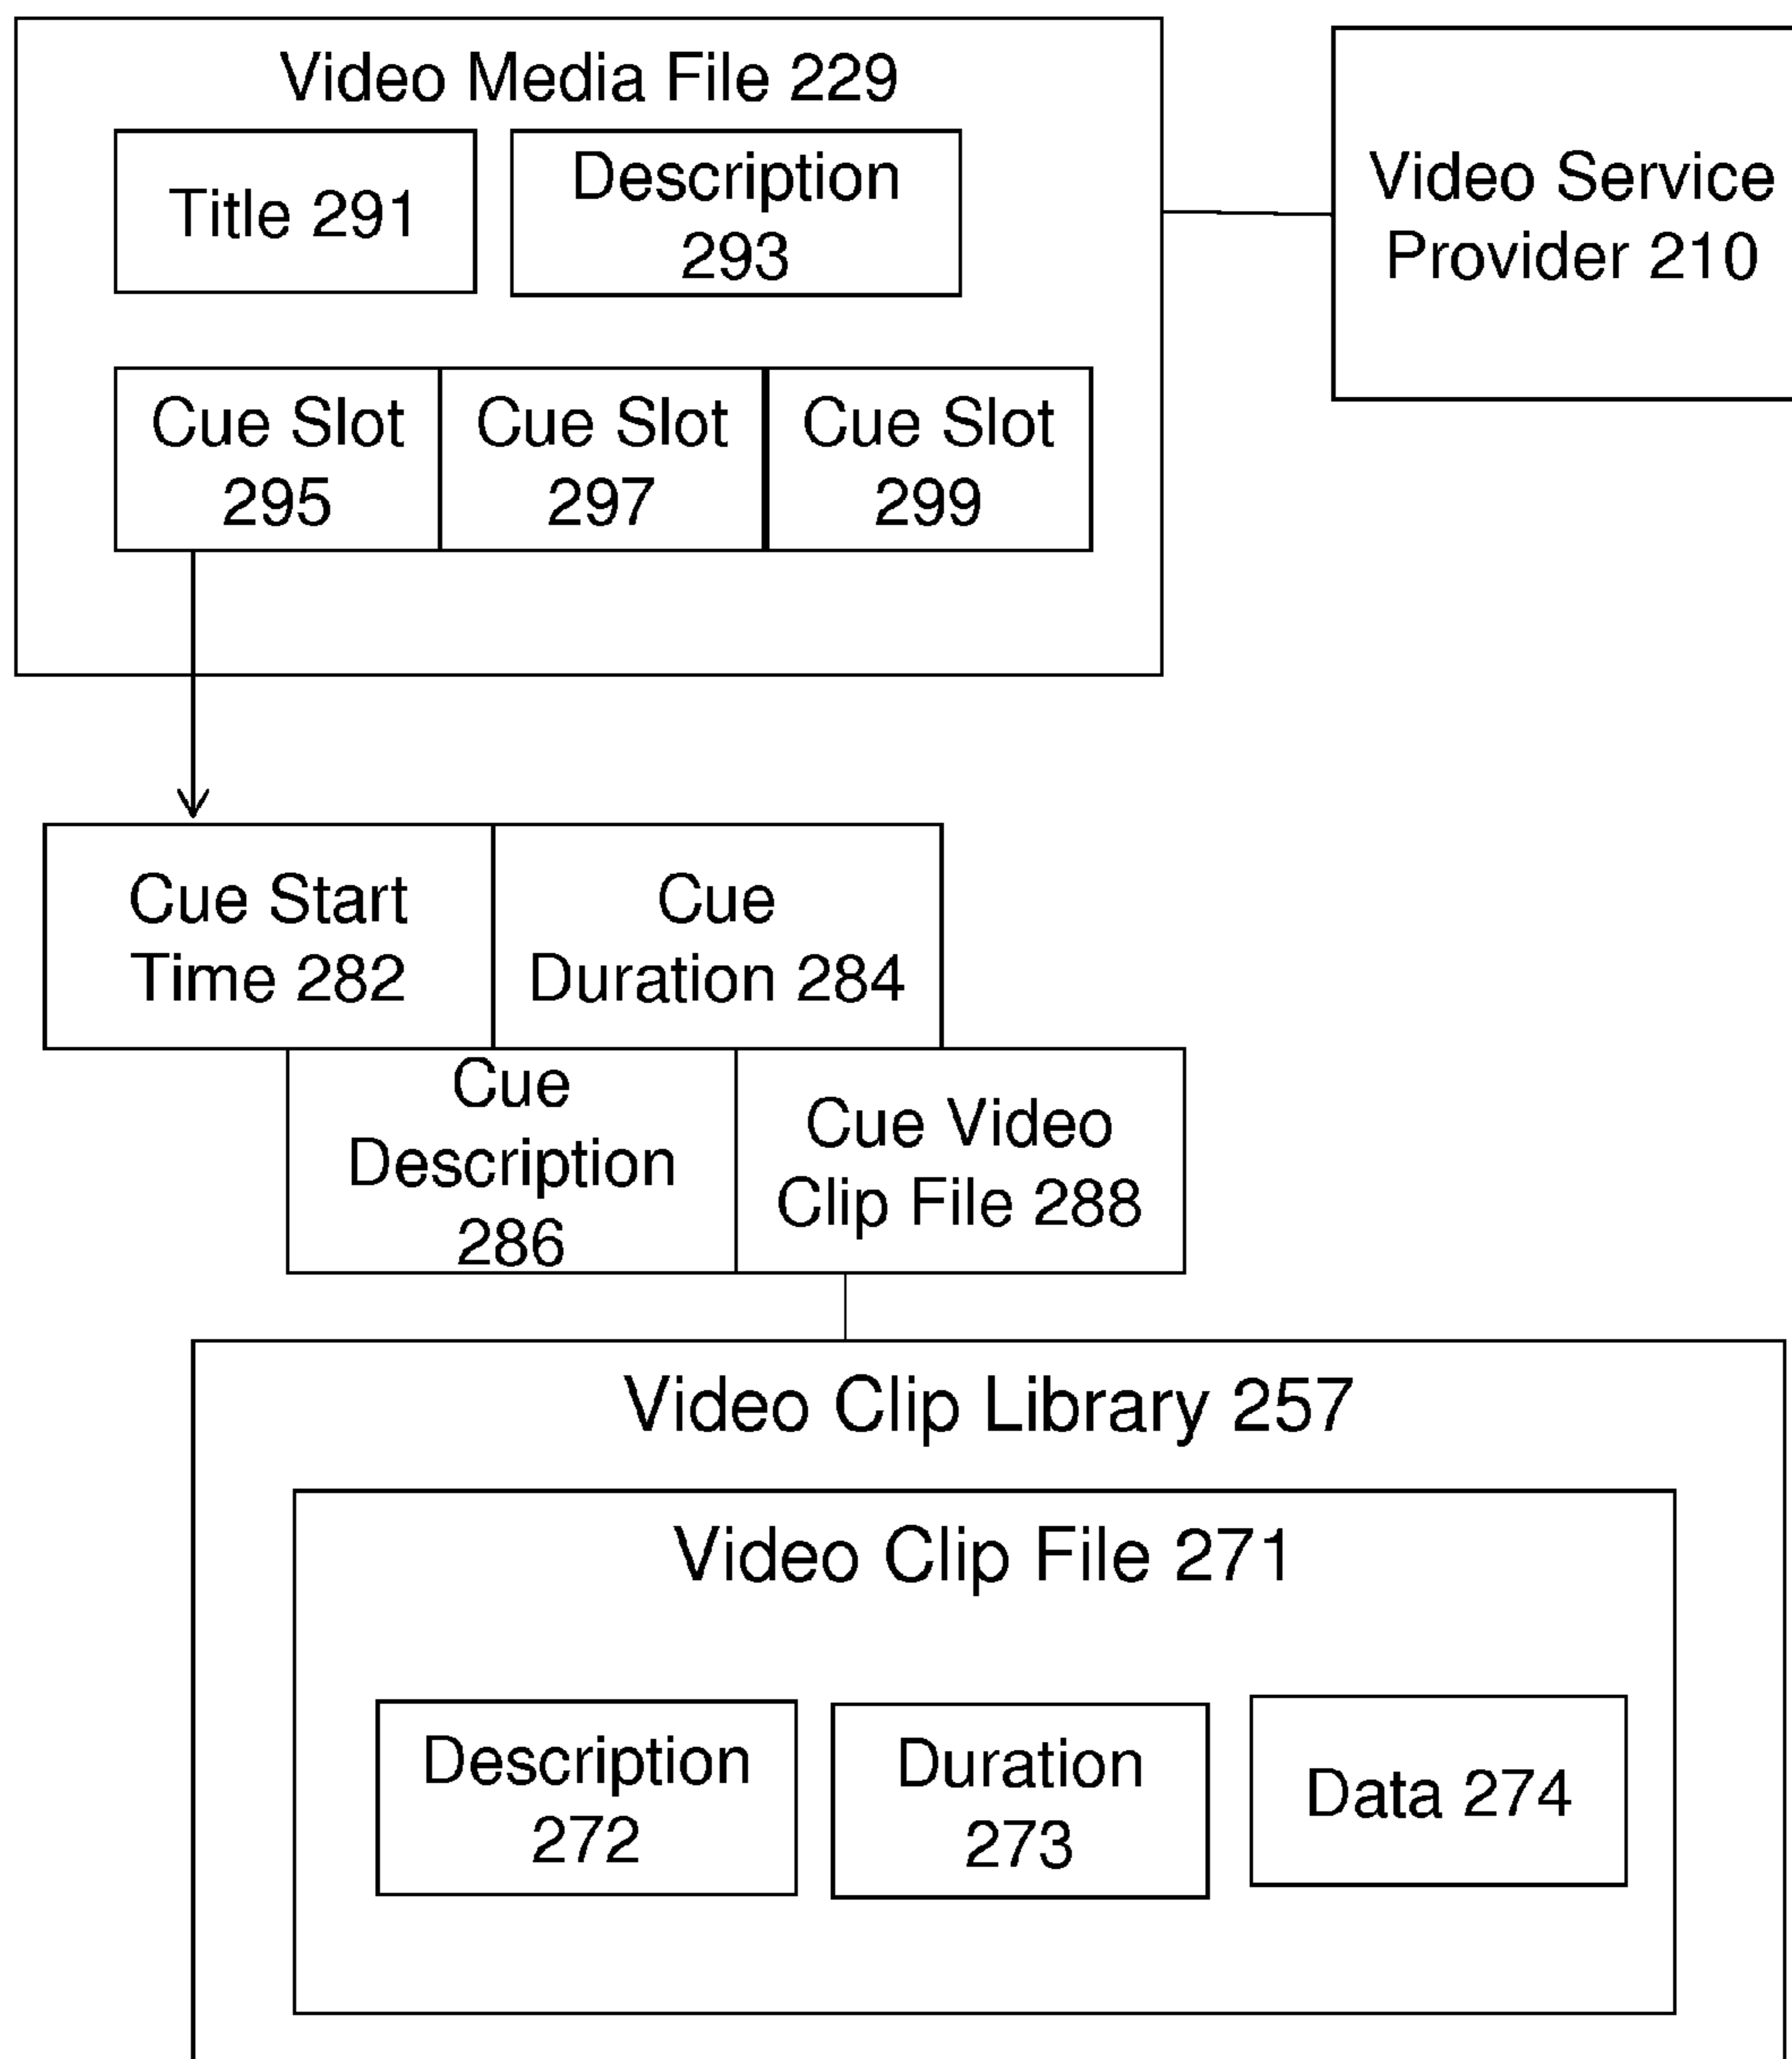 Video Media File 229
Title 291
Description
293
Video Service
Provider 210
Cue Slot
295
Cue Slot
297
Cue Slot
299
Cue Start
Time 282
Cue
Duration 284
Cue
Description
286
Cue Video
Clip File 288
Video Clip Library 257
Video Clip File 271
Description
272
Duration
273
Data 274